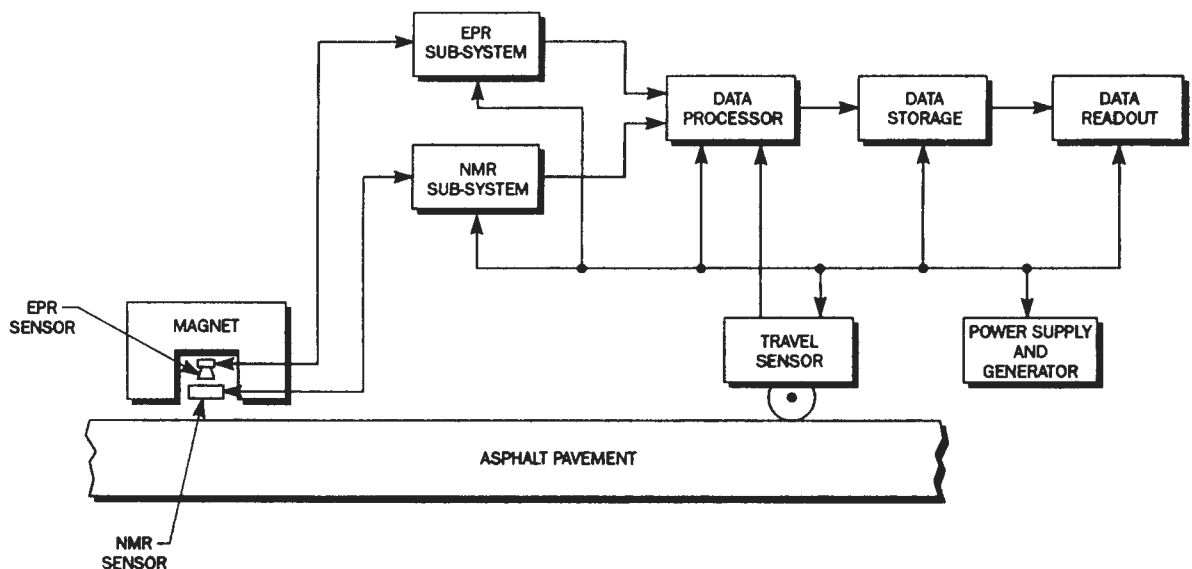 EPR
SUB-SYSTEM
DATA
PROCESSOR
DATA
STORAGE
DATA
READOUT
NMR
SUB-SYSTEM
EPR
SENSOR
MAGNET
TRAVEL
SENSOR
POWER SUPPLY
AND
GENERATOR
ASPHALT PAVEMENT
NMR
SENSOR